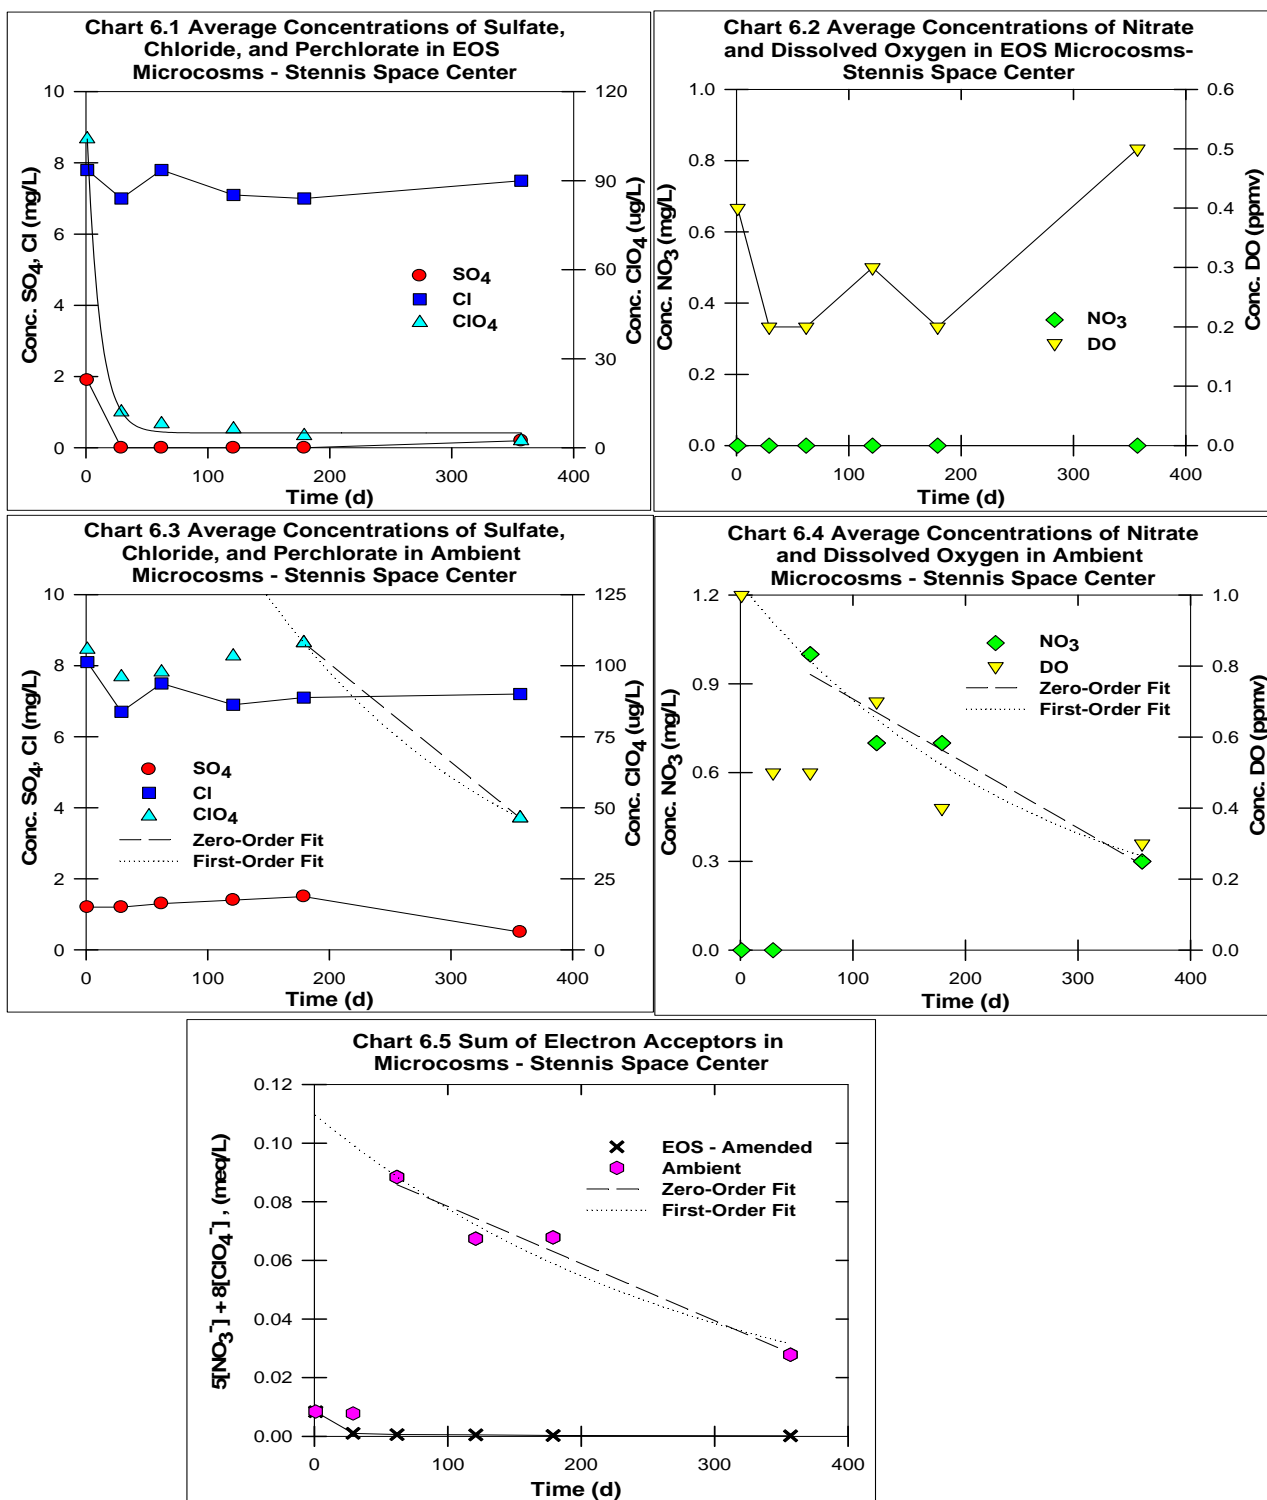 Chart 6.1 Average Concentrations of Sulfate,
Chloride, and Perchlorate in EOS
Microcosms - Stennis Space Center
10
8
6
4
2
0
Conc. SO4, Cl (mg/L)
120
90
60
30
0
Conc. ClO4 (ug/L)
SO4
Cl
ClO4
0 100 200 300 400
Time (d)
Chart 6.2 Average Concentrations of Nitrate
and Dissolved Oxygen in EOS Microcosms-
Stennis Space Center
1.0
0.8
0.6
0.4
0.2
0.0
Conc. NO3 (mg/L)
0.6
0.5
0.4
0.3
0.2
0.1
0.0
Conc. DO (ppmv)
NO3
DO
0 100 200 300 400
Time (d)
Chart 6.3 Average Concentrations of Sulfate,
Chloride, and Perchlorate in Ambient
Microcosms - Stennis Space Center
10
8
6
4
2
0
Conc. SO4, Cl (mg/L)
125
100
75
50
25
0
Conc. ClO4 (ug/L)
SO4
Cl
ClO4
Zero-Order Fit
First-Order Fit
0 100 200 300 400
Time (d)
Chart 6.4 Average Concentrations of Nitrate
and Dissolved Oxygen in Ambient
Microcosms - Stennis Space Center
1.2
0.9
0.6
0.3
0.0
Conc. NO3 (mg/L)
1.0
0.8
0.6
0.4
0.2
0.0
Conc. DO (ppmv)
NO3
DO
Zero-Order Fit
First-Order Fit
0 100 200 300 400
Time (d)
Chart 6.5 Sum of Electron Acceptors in
Microcosms - Stennis Space Center
0.12
0.10
0.08
0.06
0.04
0.02
0.00
5[NO3-] + 8[ClO4-] , (meq/L)
EOS - Amended
Ambient
Zero-Order Fit
First-Order Fit
0 100 200 300 400
Time (d)